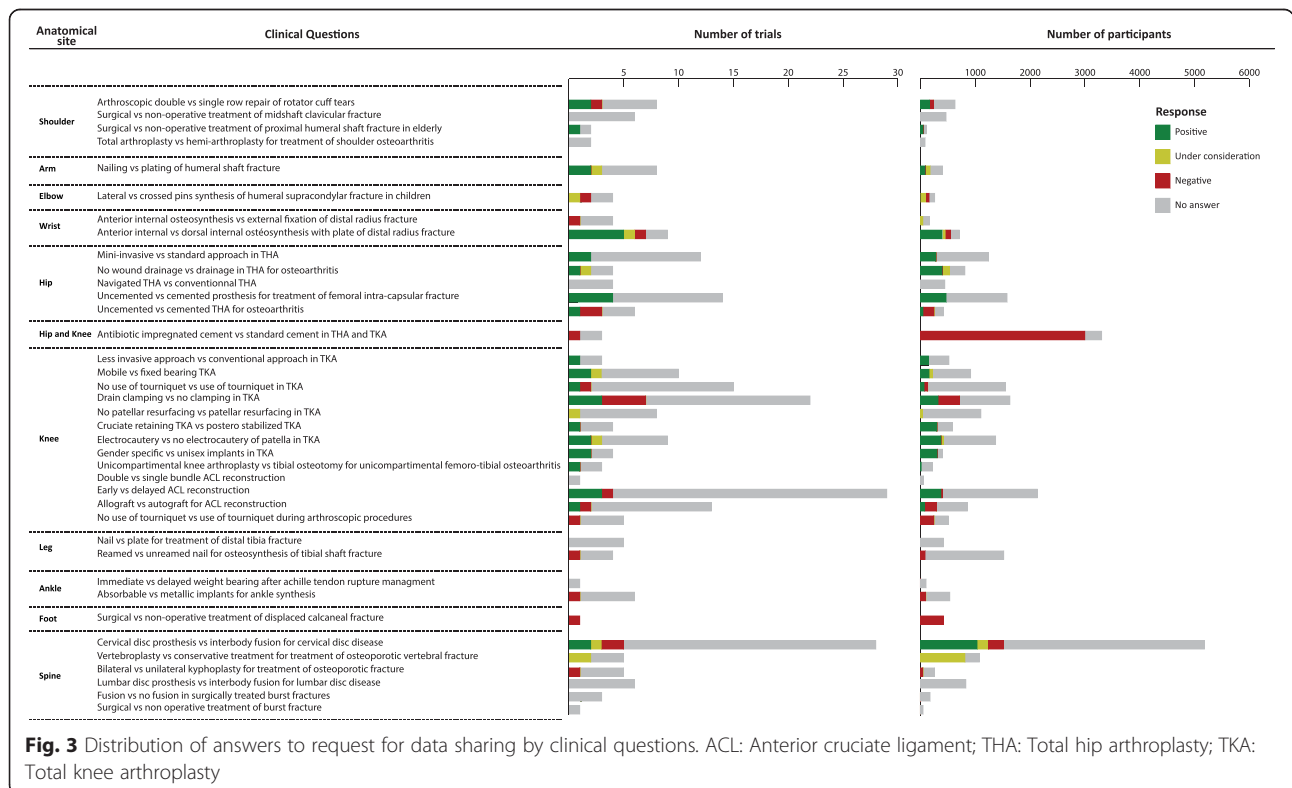 Anatomical site
Clinical Questions
Number of trials
Number of participants
5 10 15 20 25 30
1000 2000 3000 4000 5000 6000
Response
Positive
Under consideration
Negative
No answer
Shoulder
Arthroscopic double vs single row repair of rotator cuff tears
Surgical vs non-operative treatment of midshaft clavicular fracture
Surgical vs non-operative treatment of proximal humeral shaft fracture in elderly
Total arthroplasty vs hemi-arthroplasty for treatment of shoulder osteoarthritis
Arm
Nailing vs plating of humeral shaft fracture
Elbow
Lateral vs crossed pins synthesis of humeral supracondylar fracture in children
Wrist
Anterior internal osteosynthesis vs external fixation of distal radius fracture
Anterior internal vs dorsal internal ostéosynthesis with plate of distal radius fracture
Hip
Mini-invasive vs standard approach in THA
No wound drainage vs drainage in THA for osteoarthritis
Navigated THA vs conventionnal THA
Uncemented vs cemented prosthesis for treatment of femoral intra-capsular fracture
Uncemented vs cemented THA for osteoarthritis
Hip and Knee
Antibiotic impregnated cement vs standard cement in THA and TKA
Knee
Less invasive approach vs conventional approach in TKA
Mobile vs fixed bearing TKA
No use of tourniquet vs use of tourniquet in TKA
Drain clamping vs no clamping in TKA
No patellar resurfacing vs patellar resurfacing in TKA
Cruciate retaining TKA vs postero stabilized TKA
Electrocautery vs no electrocautery of patella in TKA
Gender specific vs unisex implants in TKA
Unicompartimental knee arthroplasty vs tibial osteotomy for unicompartimental femoro-tibial osteoarthritis
Double vs single bundle ACL reconstruction
Early vs delayed ACL reconstruction
Allograft vs autograft for ACL reconstruction
No use of tourniquet vs use of tourniquet during arthroscopic procedures
Leg
Nail vs plate for treatment of distal tibia fracture
Reamed vs unreamed nail for osteosynthesis of tibial shaft fracture
Ankle
Immediate vs delayed weight bearing after achille tendon rupture managment
Absorbable vs metallic implants for ankle synthesis
Foot
Surgical vs non-operative treatment of displaced calcaneal fracture
Spine
Cervical disc prosthesis vs interbody fusion for cervical disc disease
Vertebroplasty vs conservative treatment for treatment of osteoporotic vertebral fracture
Bilateral vs unilateral kyphoplasty for treatment of osteoporotic fracture
Lumbar disc prosthesis vs interbody fusion for lumbar disc disease
Fusion vs no fusion in surgically treated burst fractures
Surgical vs non operative treatment of burst fracture
Fig. 3 Distribution of answers to request for data sharing by clinical questions. ACL: Anterior cruciate ligament; THA: Total hip arthroplasty; TKA:
Total knee arthroplasty